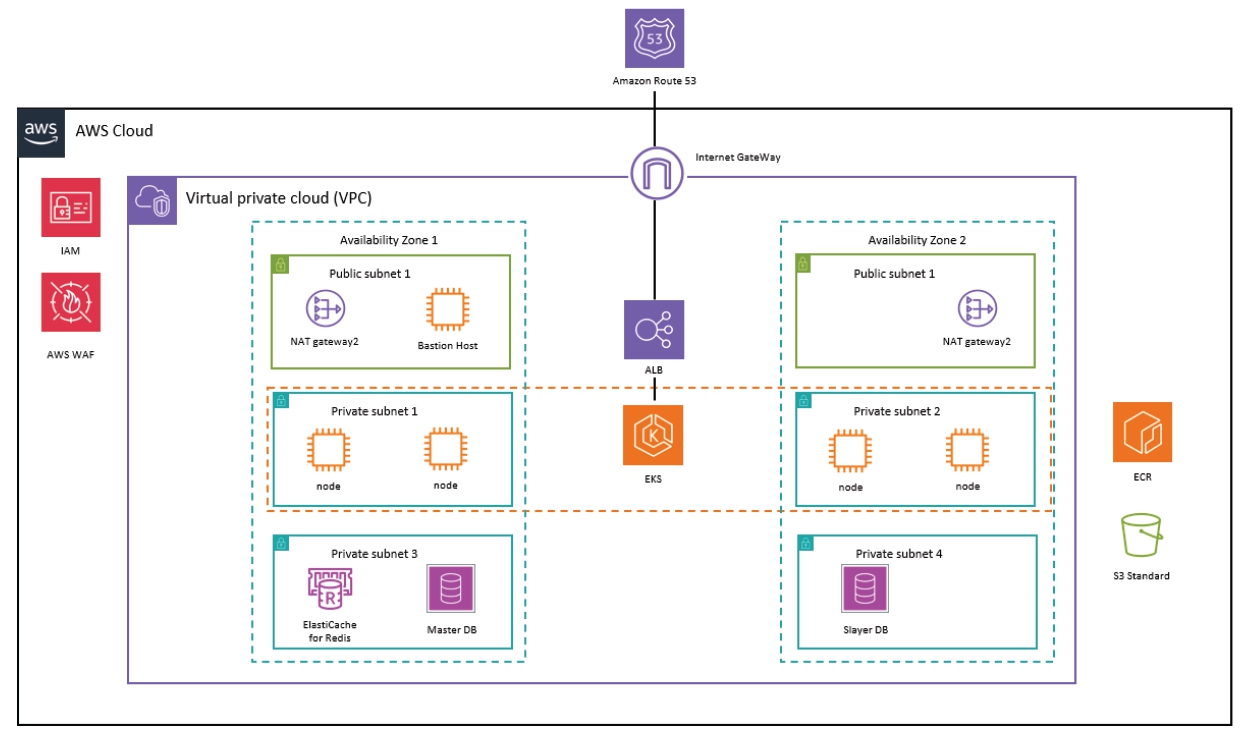 53
Amazon Route 53
aws
AWS Cloud
Internet GateWay
Virtual private cloud (VPC)
IAM
AWS WAF
Availability Zone 1
Public subnet 1
NAT gateway2
Bastion Host
Availability Zone 2
Public subnet 1
NAT gateway2
ALB
Private subnet 1
node
node
K
EKS
Private subnet 2
node
node
ECR
S3 Standard
Private subnet 3
R
ElastiCache
for Redis
Master DB
Private subnet 4
Slayer DB